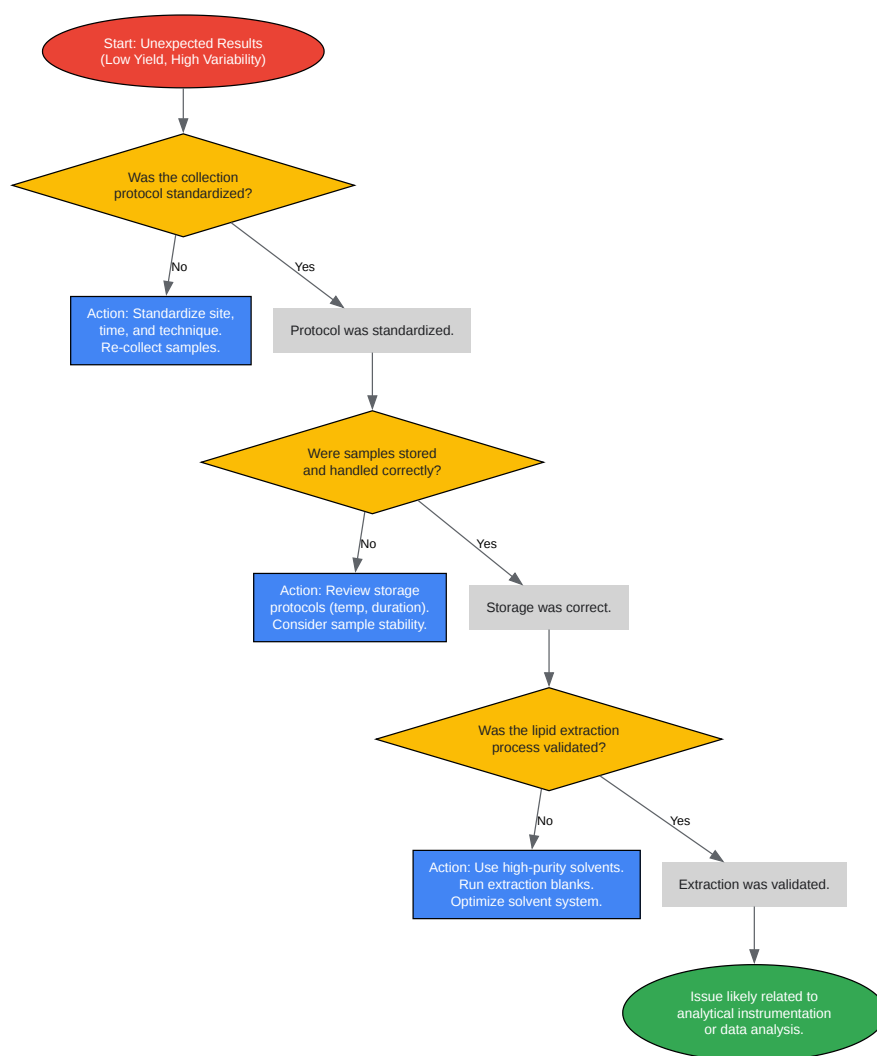 Start: Unexpected Results
(Low Yield, High Variability)
Was the collection
protocol standardized?
No
Yes
Action: Standardize site,
time, and technique.
Re-collect samples.
Protocol was standardized.
Were samples stored
and handled correctly?
No
Yes
Action: Review storage
protocols (temp, duration).
Consider sample stability.
Storage was correct.
Was the lipid extraction
process validated?
No
Yes
Action: Use high-purity solvents.
Run extraction blanks.
Optimize solvent system.
Extraction was validated.
Issue likely related to
analytical instrumentation
or data analysis.